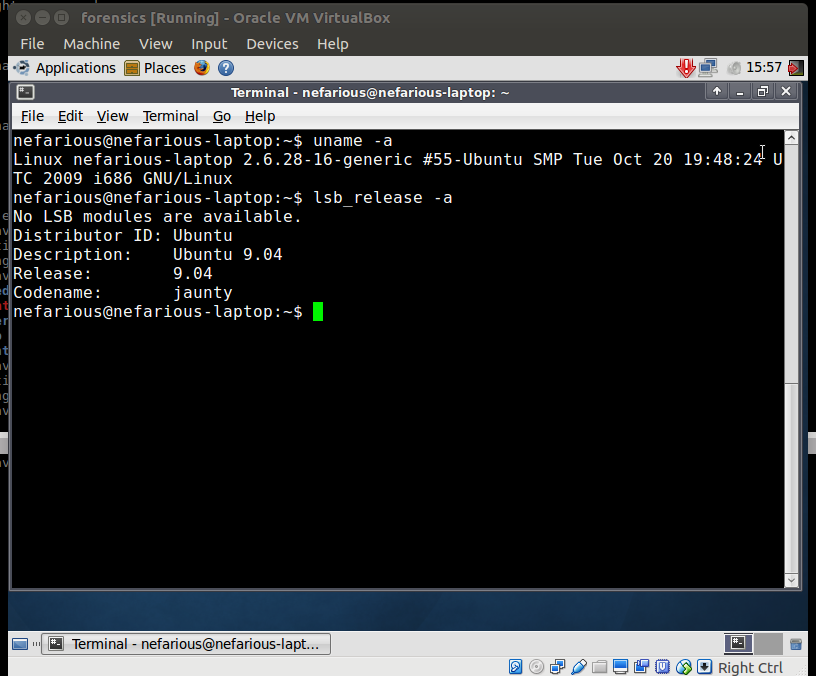 forensics [Running] - Oracle VM VirtualBox
File Machine View Input Devices Help
Applications Places 15:57
Terminal - nefarious@nefarious-laptop: ~
File Edit View Terminal Go Help
nefarious@nefarious-laptop:~$ uname -a
Linux nefarious-laptop 2.6.28-16-generic #55-Ubuntu SMP Tue Oct 20 19:48:24 U
TC 2009 i686 GNU/Linux
nefarious@nefarious-laptop:~$ lsb_release -a
No LSB modules are available.
Distributor ID: Ubuntu
Description:    Ubuntu 9.04
Release:        9.04
Codename:       jaunty
nefarious@nefarious-laptop:~$
Terminal - nefarious@nefarious-lapt...
Right Ctrl